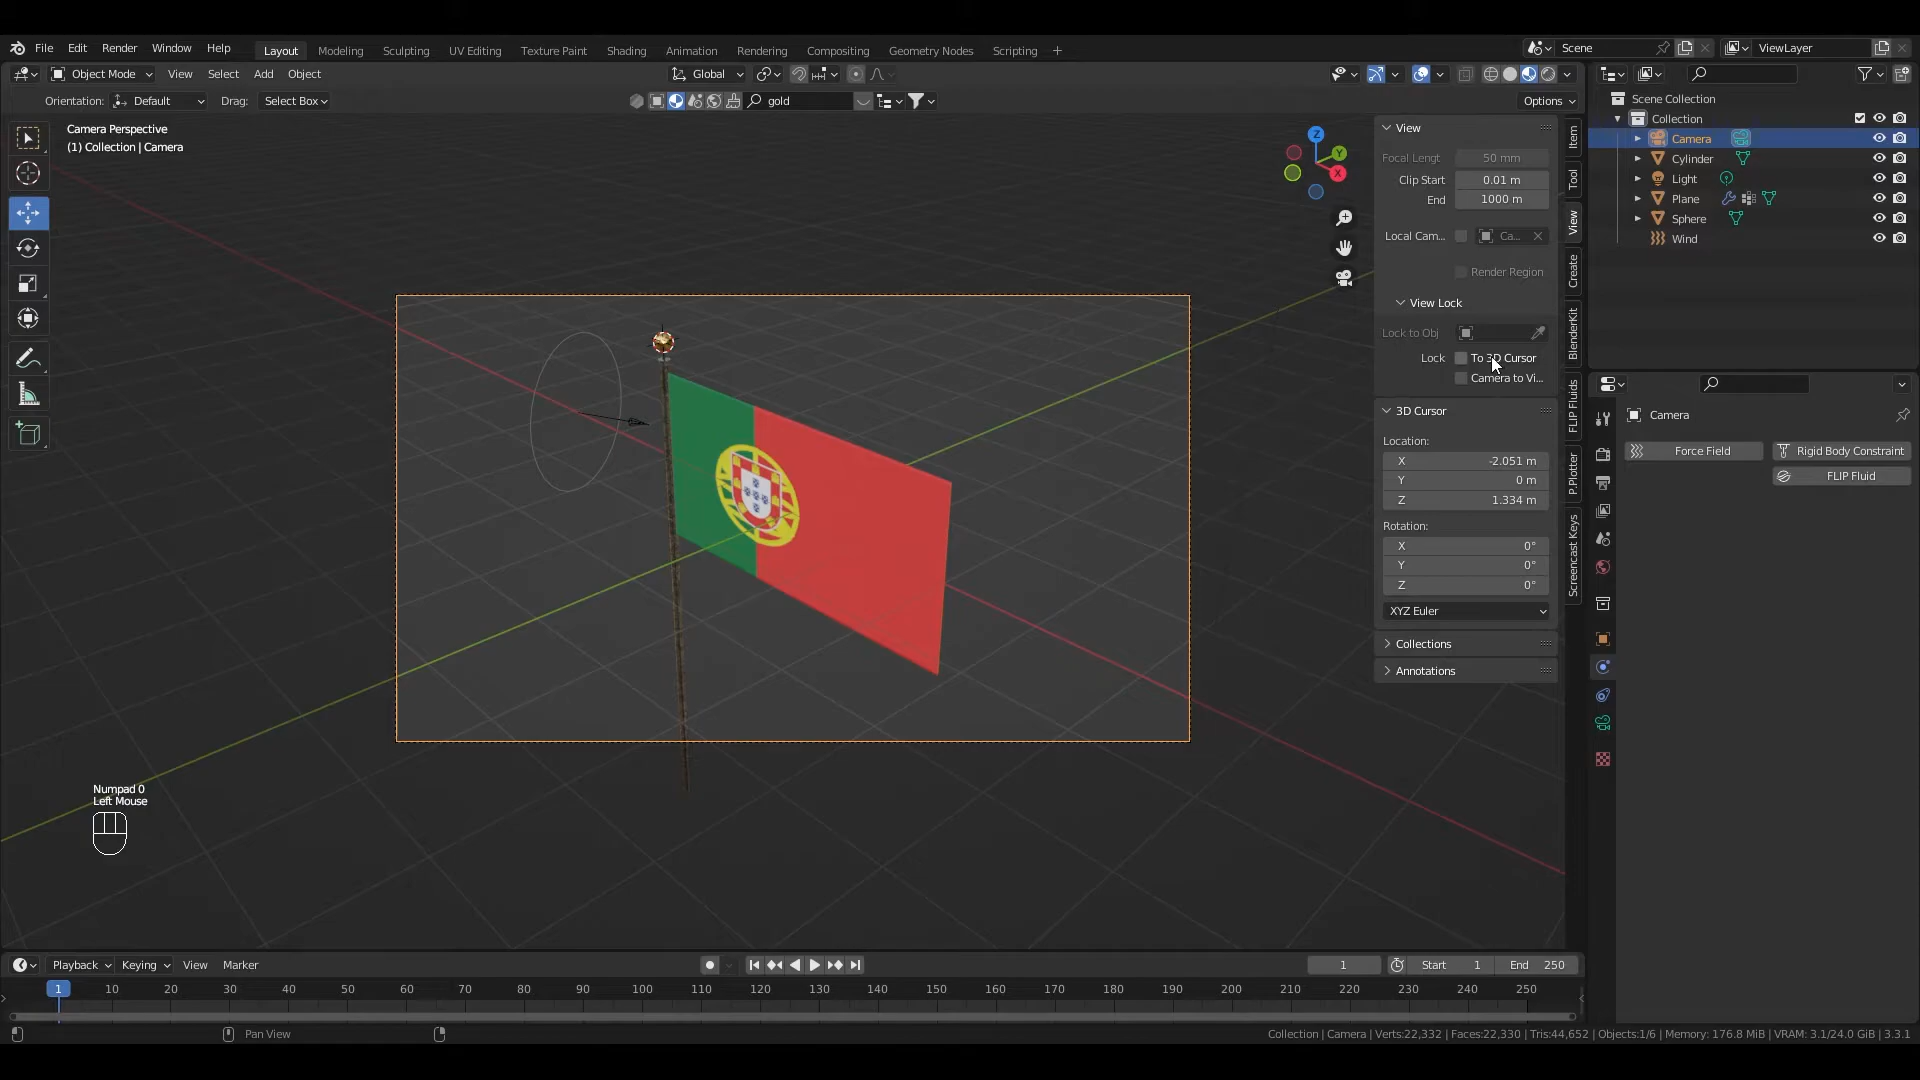 File Edit Render Window Help Layout Modeling Sculpting UV Editing Texture Paint Shading Animation Rendering Compositing Geometry Nodes Scripting + Scene ViewLayer
Object Mode View Select Add Object Global
Orientation: Default Drag: Select Box gold Options
Camera Perspective
(1) Collection | Camera
Z
Y
X
View
Focal Lengt 50 mm
Clip Start 0.01 m
End 1000 m
Local Cam... Ca...
Render Region
View Lock
Lock to Obj
Lock To 3D Cursor
Camera to Vi...
3D Cursor
Location:
X -2.051 m
Y 0 m
Z 1.334 m
Rotation:
X 0°
Y 0°
Z 0°
XYZ Euler
Collections
Annotations
Item
Tool
View
Create
BlenderKit
FLIP Fluids
P.Plotter
Screencast Keys
Scene Collection
Collection
Camera
Cylinder
Light
Plane
Sphere
Wind
Camera
Force Field Rigid Body Constraint
FLIP Fluid
Numpad 0
Left Mouse
Playback Keying View Marker 1 Start 1 End 250
1 10 20 30 40 50 60 70 80 90 100 110 120 130 140 150 160 170 180 190 200 210 220 230 240 250
Pan View Collection | Camera | Verts:22,332 | Faces:22,330 | Tris:44,652 | Objects:1/6 | Memory: 176.8 MiB | VRAM: 3.1/24.0 GiB | 3.3.1